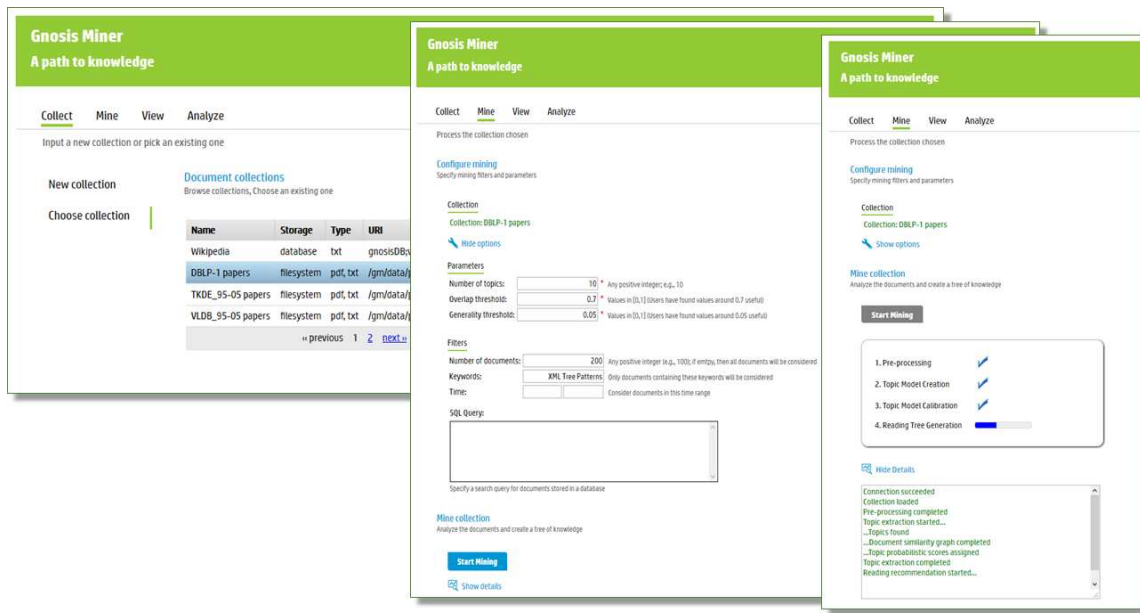 Gnosis Miner
A path to knowledge
Collect Mine View Analyze
Input a new collection or pick an existing one
New collection
Choose collection
Document collections
Browse collections, Choose an existing one
Name Storage Type URI
Wikipedia database txt gnosisDB;
DBLP-1 papers filesystem pdf, txt /gm/data/
TKDE_95-05 papers filesystem pdf, txt /gm/data/
VLDB_95-05 papers filesystem pdf, txt /gm/data/
‹‹ previous 1 2 next ››
Gnosis Miner
A path to knowledge
Collect Mine View Analyze
Process the collection chosen
Configure mining
Specify mining filters and parameters
Collection
Collection: DBLP-1 papers
Hide options
Parameters
Number of topics: 10 * Any positive integer; e.g., 10
Overlap threshold: 0.7 * Values in [0,1] (Users have found values around 0.7 useful)
Generality threshold: 0.05 * Values in [0,1] (Users have found values around 0.05 useful)
Filters
Number of documents: 200 Any positive integer (e.g., 100); if emtpy, then all documents will be considered
Keywords: XML Tree Patterns Only documents containing these keywords will be considered
Time: Consider documents in this time range
SQL Query:
Specify a search query for documents stored in a database
Mine collection
Analyze the documents and create a tree of knowledge
Start Mining
Show details
Gnosis Miner
A path to knowledge
Collect Mine View Analyze
Process the collection chosen
Configure mining
Specify mining filters and parameters
Collection
Collection: DBLP-1 papers
Show options
Mine collection
Analyze the documents and create a tree of knowledge
Start Mining
1. Pre-processing
2. Topic Model Creation
3. Topic Model Calibration
4. Reading Tree Generation
Hide Details
Connection succeeded
Collection loaded
Pre-processing completed
Topic extraction started...
...Topics found
...Document similarity graph completed
...Topic probabilistic scores assigned
Topic extraction completed
Reading recommendation started...